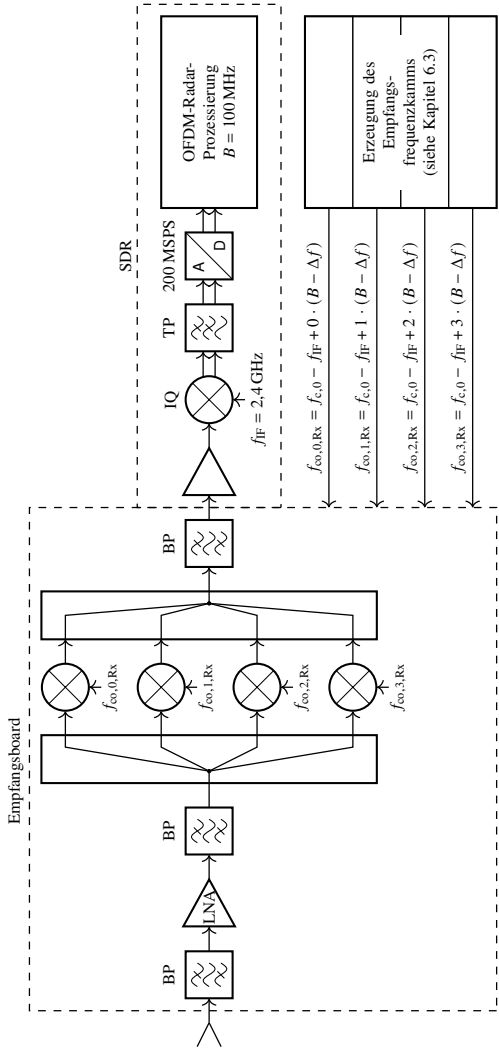 Empfangsboard
BP
LNA
BP
f_co,0,Rx
f_co,1,Rx
f_co,2,Rx
f_co,3,Rx
BP
SDR
IQ
f_IF = 2,4 GHz
TP
200 MSPS
A
D
OFDM-Radar-
Prozessierung
B = 100 MHz
f_co,0,Rx = f_c,0 − f_IF + 0 · (B − Δf)
f_co,1,Rx = f_c,0 − f_IF + 1 · (B − Δf)
f_co,2,Rx = f_c,0 − f_IF + 2 · (B − Δf)
f_co,3,Rx = f_c,0 − f_IF + 3 · (B − Δf)
Erzeugung des
Empfangs-
frequenzkamms
(siehe Kapitel 6.3)